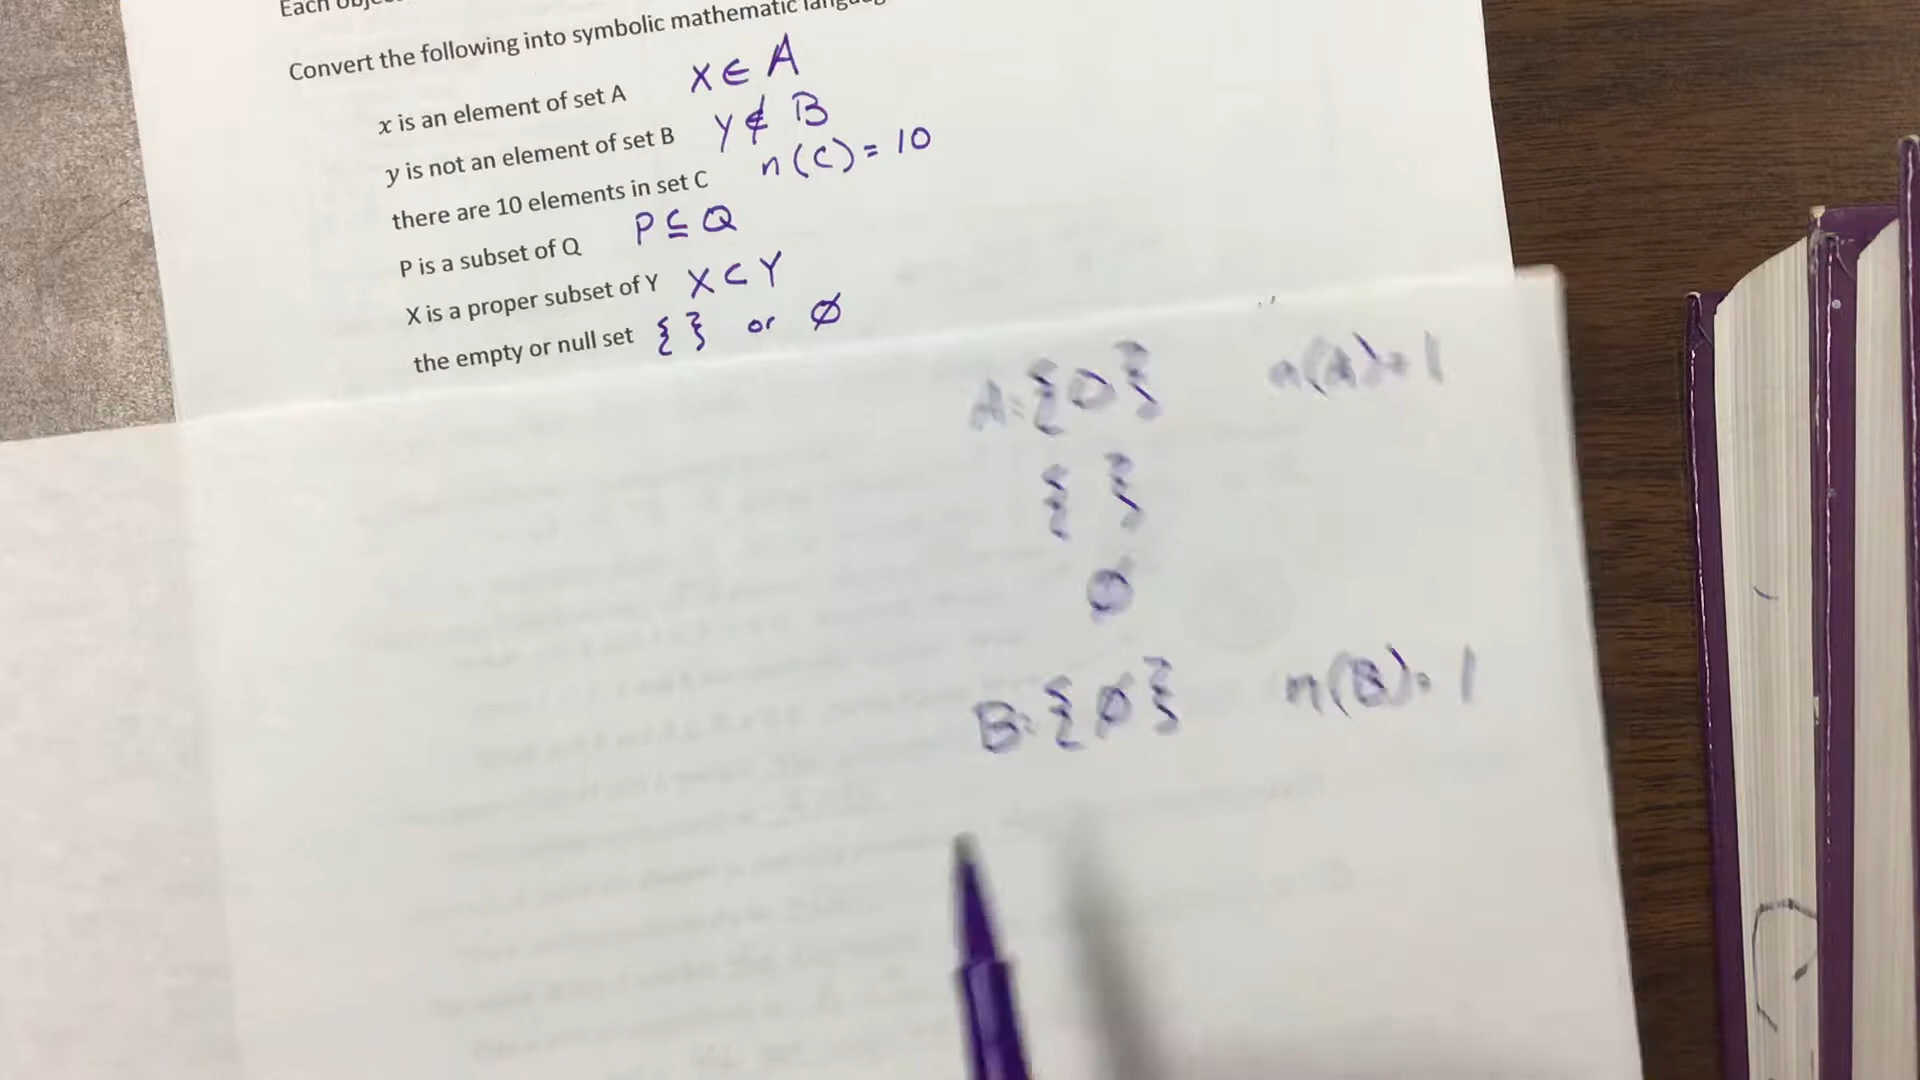 Each
Convert the following into symbolic mathematic
x is an element of set A X ∈ A
y is not an element of set B Y ∉ B
there are 10 elements in set C n(C) = 10
P is a subset of Q P ⊆ Q
X is a proper subset of Y X ⊂ Y
the empty or null set { } or ∅
A={0} n(A)=1
{ }
∅
B={∅} n(B)=1